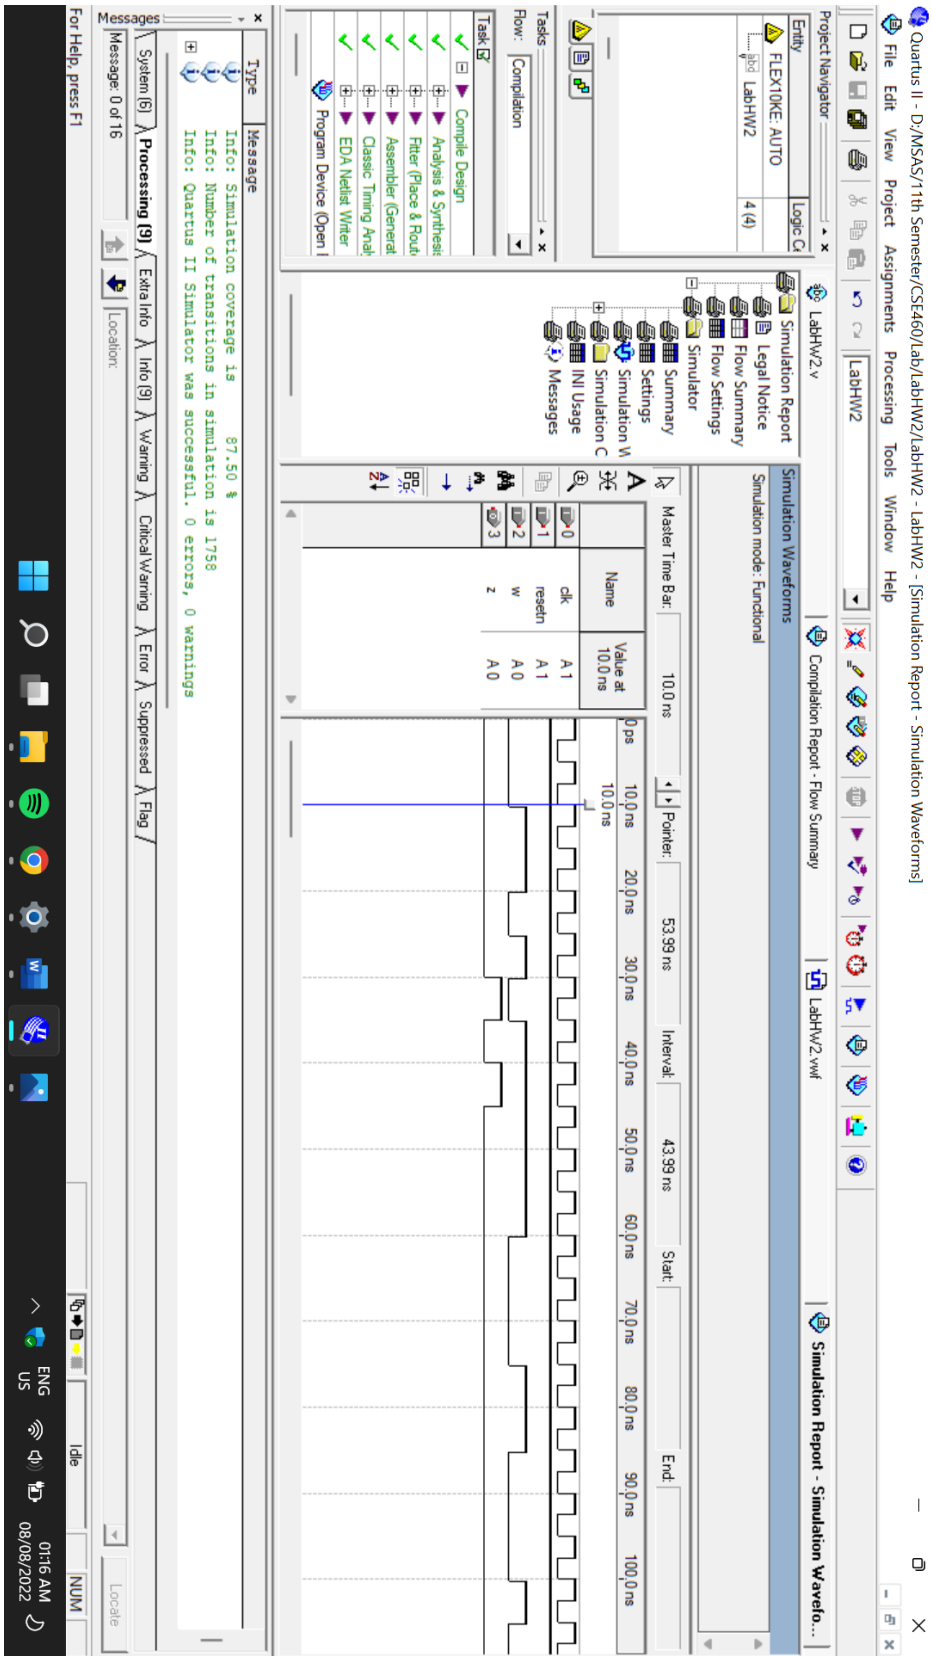 Quartus II - D:/MSAS/11th Semester/CSE460/Lab/LabHW2/LabHW2 - LabHW2 - [Simulation Report - Simulation Waveforms]
File Edit View Project Assignments Processing Tools Window Help
LabHW2
Project Navigator
Entity
Logic Ce
FLEX10KE: AUTO
LabHW2
4 (4)
Tasks
Flow: Compilation
Task
Compile Design
Analysis & Synthesis
Fitter (Place & Rout
Assembler (Generat
Classic Timing Anal
EDA Netlist Writer
Program Device (Open
LabHW2.v
Compilation Report - Flow Summary
LabHW2.vwf
Simulation Report - Simulation Wavefo...
Simulation Report
Legal Notice
Flow Summary
Flow Settings
Simulator
Summary
Settings
Simulation W
Simulation C
INI Usage
Messages
Simulation Waveforms
Simulation mode: Functional
Master Time Bar: 10.0 ns Pointer: 53.99 ns Interval: 43.99 ns Start: End:
Name
Value at
10.0 ns
0 ps 10.0 ns 20.0 ns 30.0 ns 40.0 ns 50.0 ns 60.0 ns 70.0 ns 80.0 ns 90.0 ns 100.0 ns
10.0 ns
0 clk A 1
1 resetn A 1
2 w A 0
3 z A 0
Type Message
Info: Simulation coverage is 87.50 %
Info: Number of transitions in simulation is 1758
Info: Quartus II Simulator was successful. 0 errors, 0 warnings
System (6) Processing (9) Extra Info Info (9) Warning Critical Warning Error Suppressed Flag
Messages
Message: 0 of 16
Location:
Locate
For Help, press F1
Idle
NUM
ENG
US
01:16 AM
08/08/2022